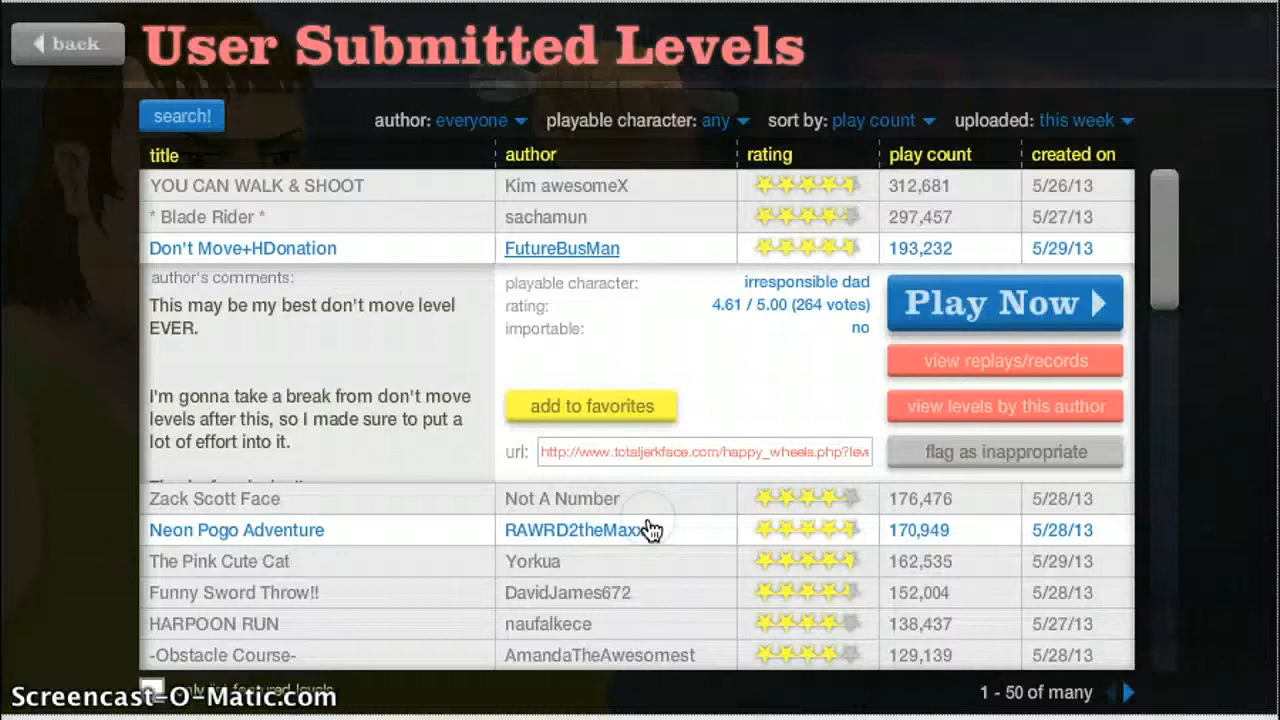 back
User Submitted Levels
search!
author: everyone playable character: any sort by: play count uploaded: this week
title author rating play count created on
YOU CAN WALK & SHOOT Kim awesomeX 312,681 5/26/13
* Blade Rider * sachamun 297,457 5/27/13
Don't Move+HDonation FutureBusMan 193,232 5/29/13
author's comments:
This may be my best don't move level
EVER.
I'm gonna take a break from don't move
levels after this, so I made sure to put a
lot of effort into it.
playable character: irresponsible dad
rating: 4.61 / 5.00 (264 votes)
importable: no
add to favorites
url: http://www.totaljerkface.com/happy_wheels.php?leve
Play Now
view replays/records
view levels by this author
flag as inappropriate
Zack Scott Face Not A Number 176,476 5/28/13
Neon Pogo Adventure RAWRD2theMaxx 170,949 5/28/13
The Pink Cute Cat Yorkua 162,535 5/29/13
Funny Sword Throw!! DavidJames672 152,004 5/28/13
HARPOON RUN naufalkece 138,437 5/27/13
-Obstacle Course- AmandaTheAwesomest 129,139 5/28/13
1 - 50 of many
Screencast-O-Matic.com